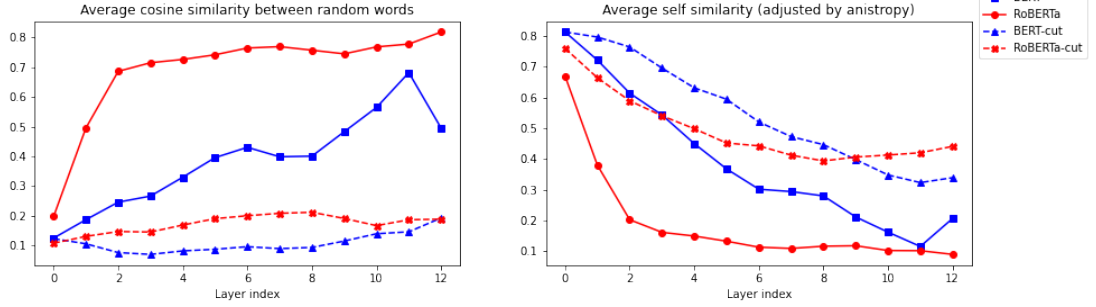 Average cosine similarity between random words
0.8
0.7
0.6
0.5
0.4
0.3
0.2
0.1
0 2 4 6 8 10 12
Layer index
Average self similarity (adjusted by anistropy)
0.8
0.7
0.6
0.5
0.4
0.3
0.2
0.1
0 2 4 6 8 10 12
Layer index
RoBERTa
BERT-cut
RoBERTa-cut